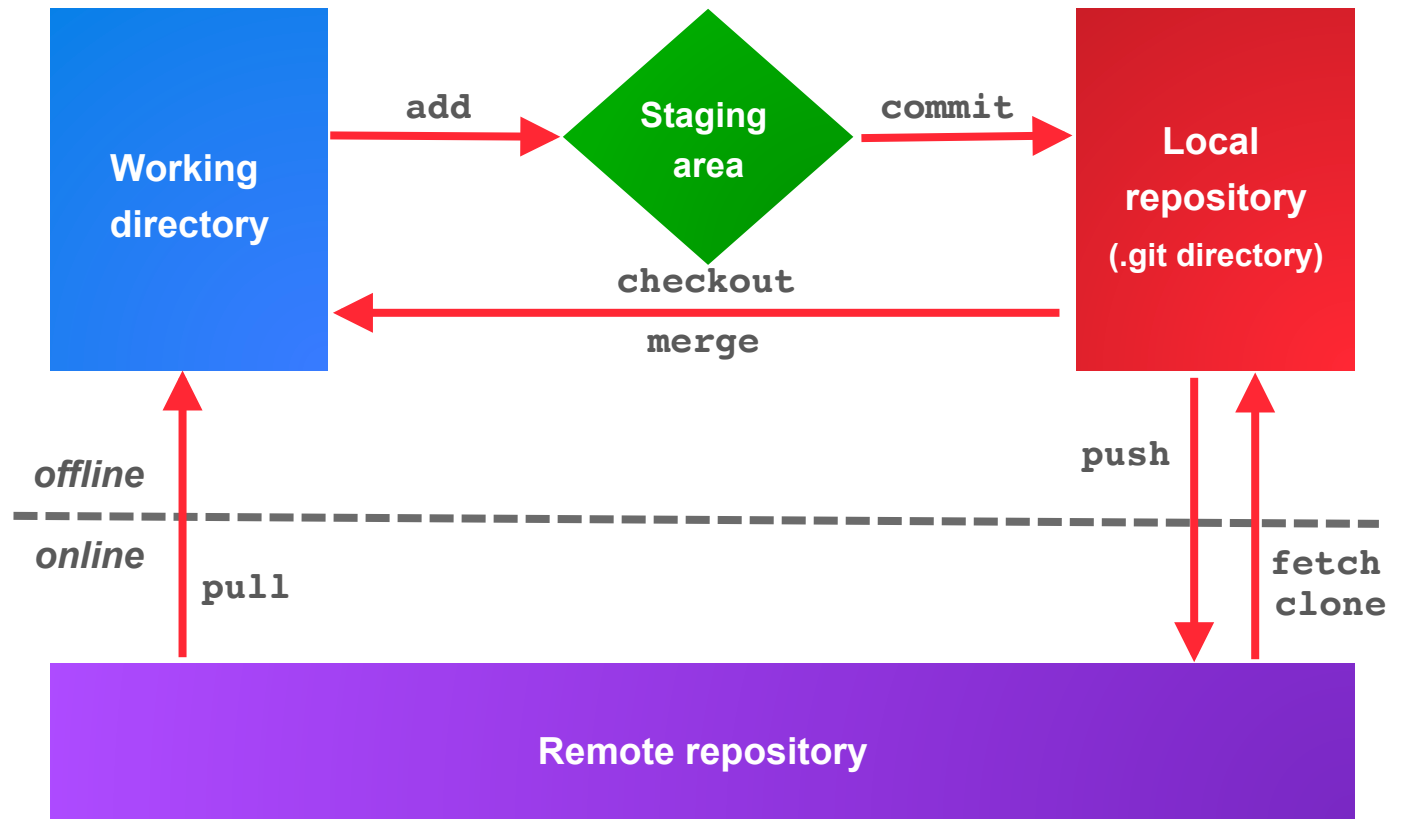 add
Staging
area
commit
Working
directory
Local
repository
(.git directory)
checkout
merge
offline
push
online
pull
fetch
clone
Remote repository